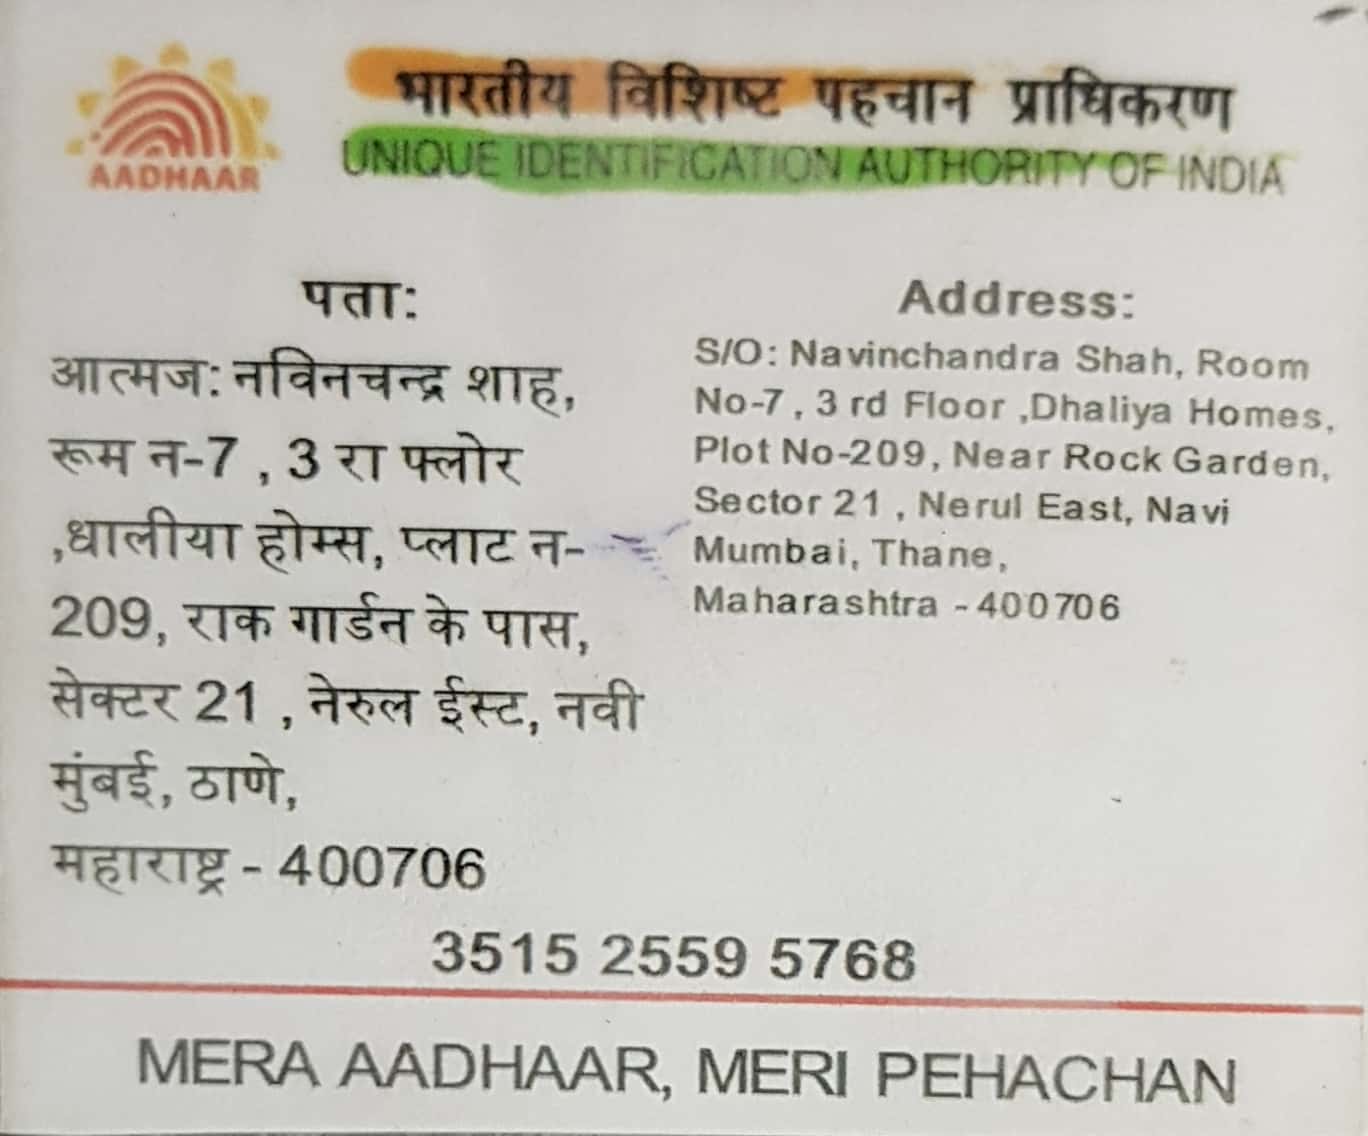 AADHAAR
भारतीय विशिष्ट पहचान प्राधिकरण
UNIQUE IDENTIFICATION AUTHORITY OF INDIA
पता:
आत्मज: नविनचन्द्र शाह,
रूम न-7 , 3 रा फ्लोर
,धालीया होम्स, प्लाट न-
209, राक गार्डन के पास,
सेक्टर 21 , नेरुल ईस्ट, नवी
मुंबई, ठाणे,
महाराष्ट्र - 400706
Address:
S/O: Navinchandra Shah, Room
No-7 , 3 rd Floor ,Dhaliya Homes,
Plot No-209, Near Rock Garden,
Sector 21 , Nerul East, Navi
Mumbai, Thane,
Maharashtra - 400706
3515 2559 5768
MERA AADHAAR, MERI PEHACHAN